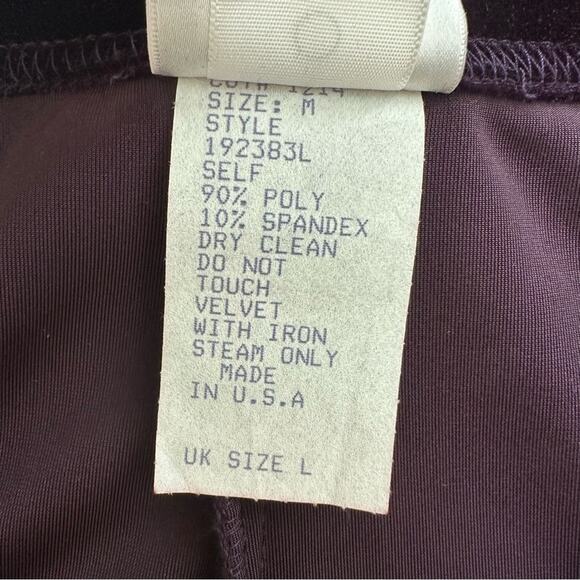 SIZE: M
STYLE
192383L
SELF
90% POLY
10% SPANDEX
DRY CLEAN
DO NOT
TOUCH
VELVET
WITH IRON
STEAM ONLY
MADE
IN U.S.A
UK SIZE L